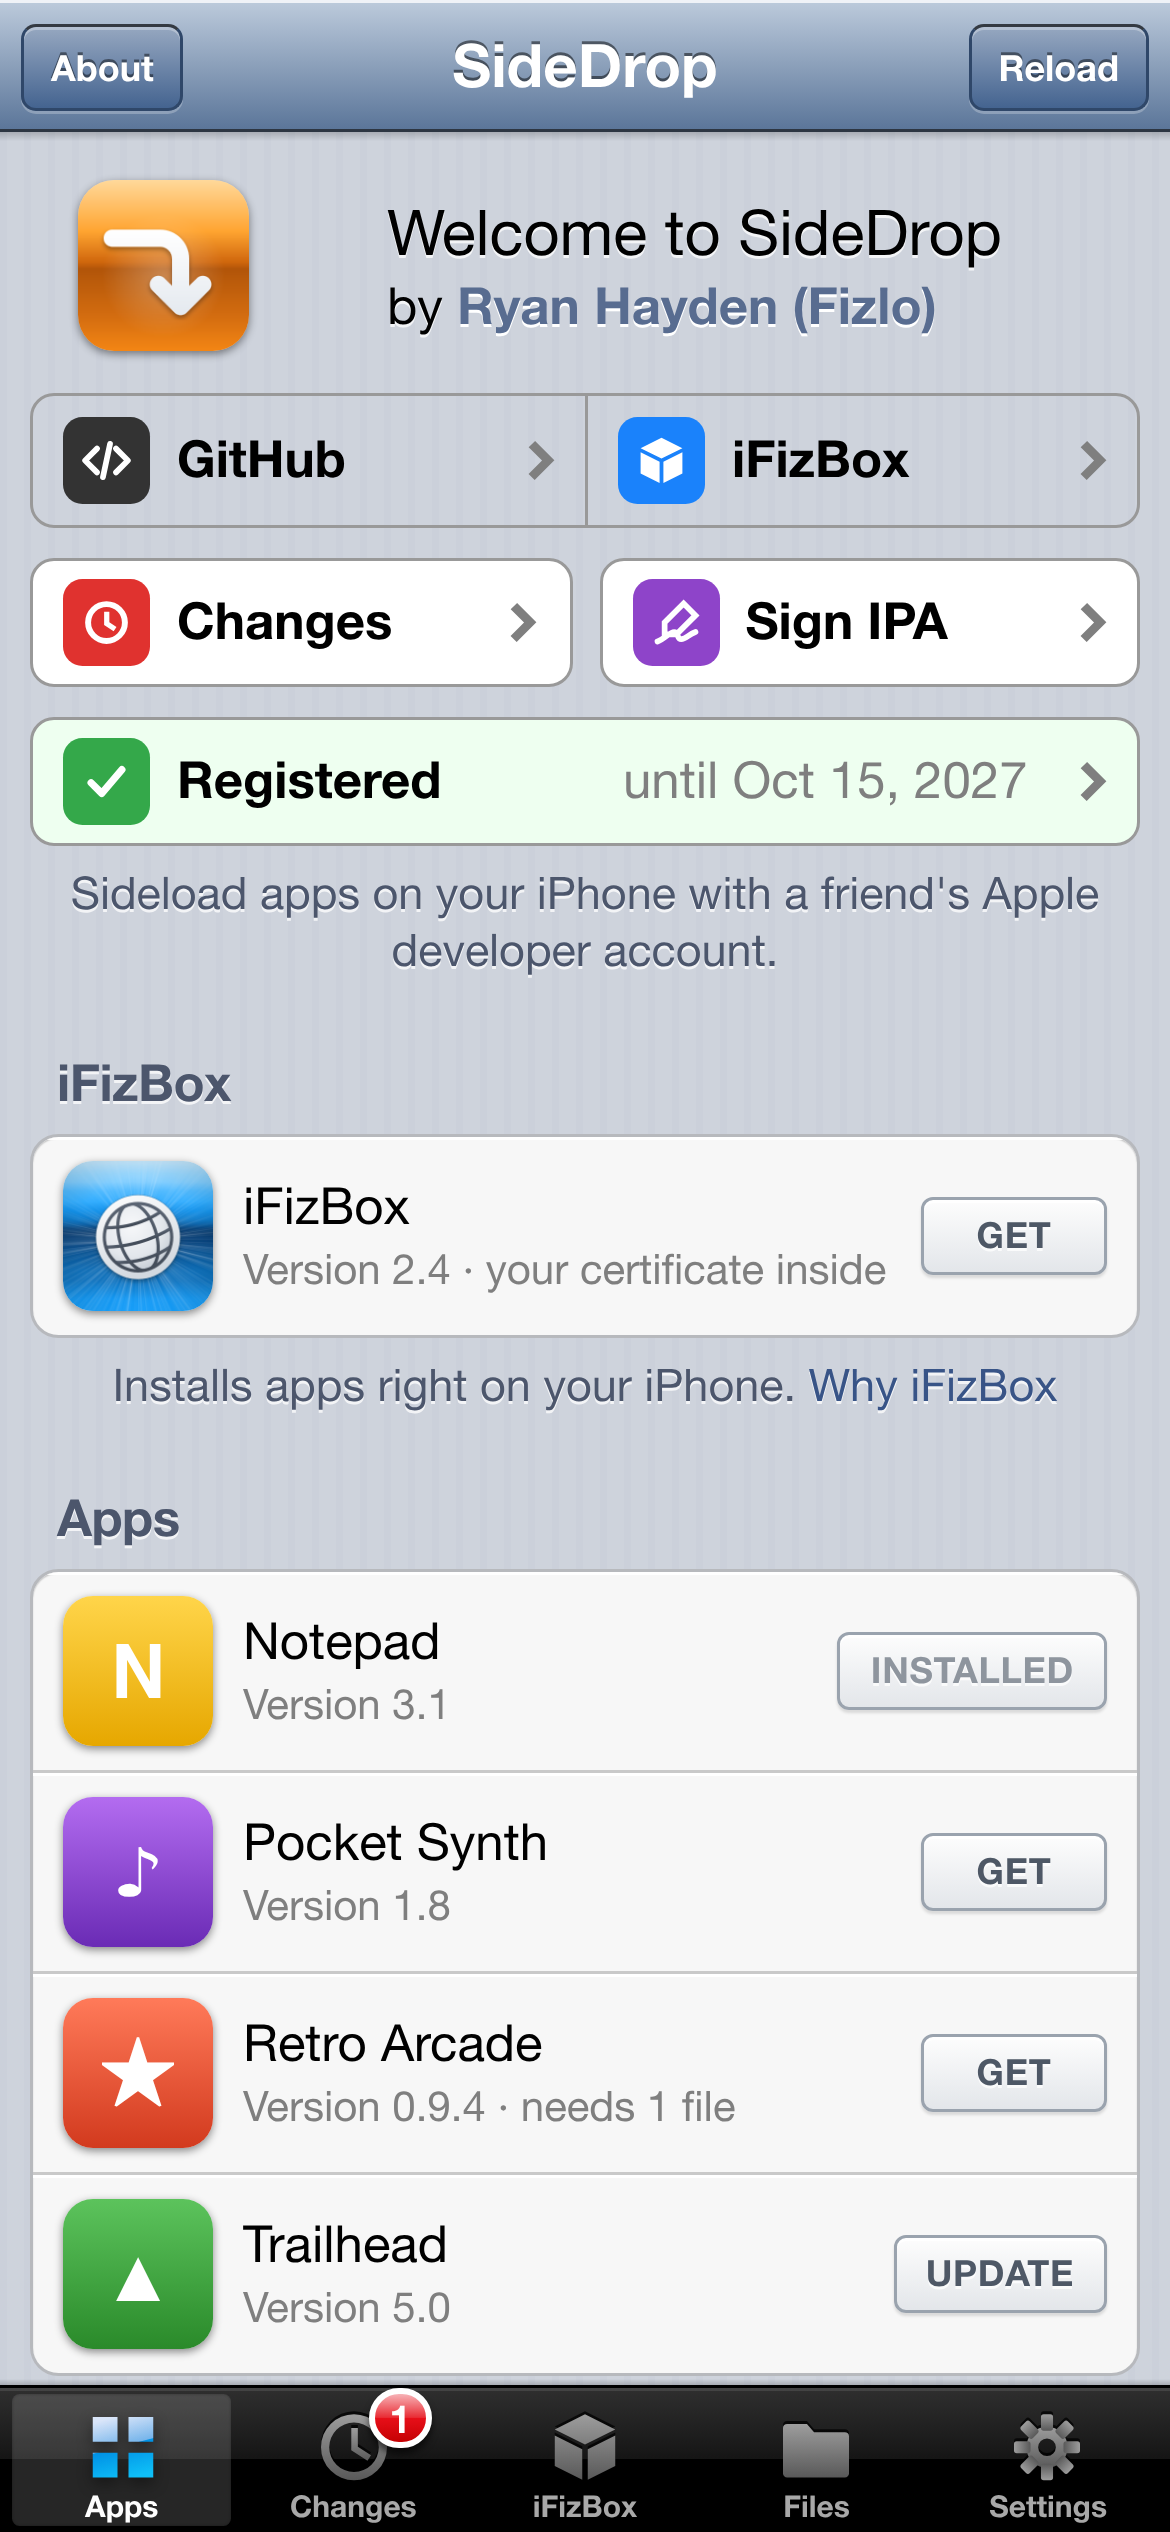 About
SideDrop
Reload
Welcome to SideDrop
by Ryan Hayden (Fizlo)
GitHub
iFizBox
Changes
Sign IPA
Registered
until Oct 15, 2027
Sideload apps on your iPhone with a friend's Apple
developer account.
iFizBox
iFizBox
Version 2.4 · your certificate inside
GET
Installs apps right on your iPhone. Why iFizBox
Apps
N
Notepad
Version 3.1
INSTALLED
Pocket Synth
Version 1.8
GET
Retro Arcade
Version 0.9.4 · needs 1 file
GET
Trailhead
Version 5.0
UPDATE
Apps
1
Changes
iFizBox
Files
Settings